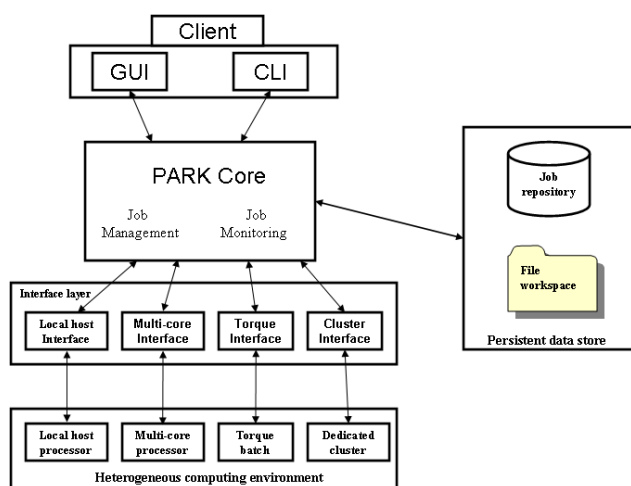 Client
GUI
CLI
PARK Core
Job
Management
Job
Monitoring
Job
repository
File
workspace
Persistent data store
Interface layer
Local host
Interface
Multi-core
Interface
Torque
Interface
Cluster
Interface
Local host
processor
Multi-core
processor
Torque
batch
Dedicated
cluster
Heterogeneous computing environment